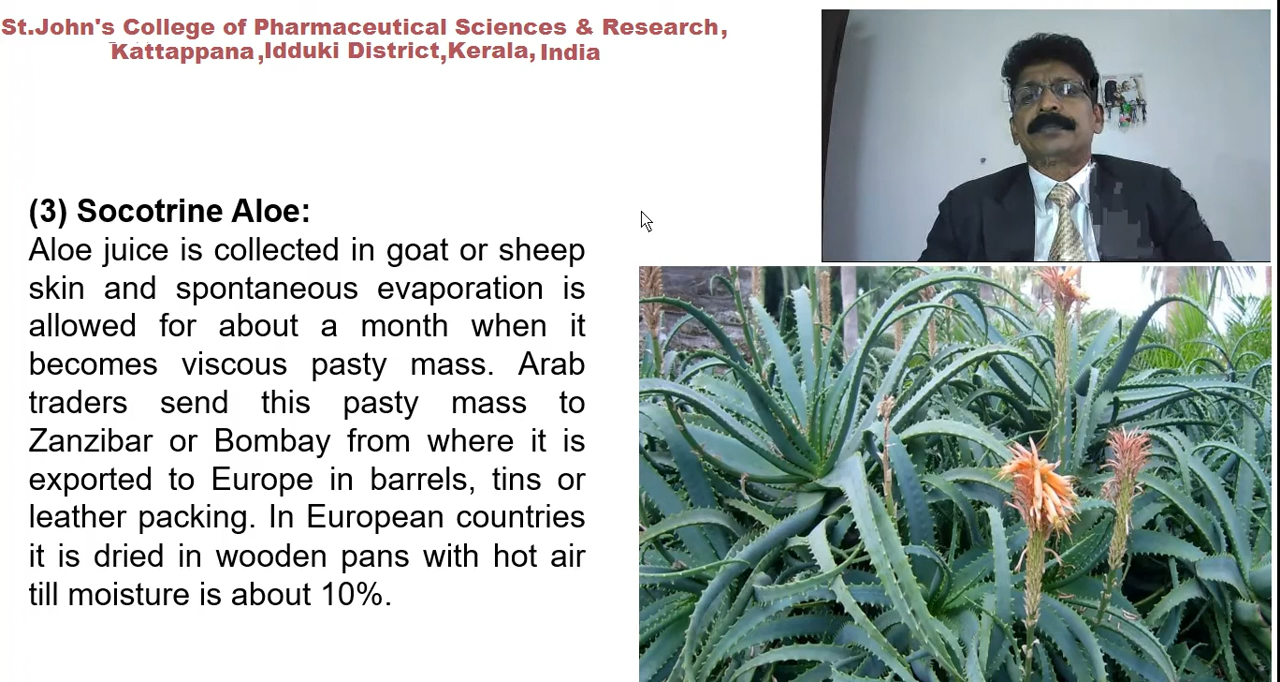 St.John's College of Pharmaceutical Sciences & Research,
Kattappana,Idduki District,Kerala, India
(3) Socotrine Aloe:
Aloe juice is collected in goat or sheep
skin and spontaneous evaporation is
allowed for about a month when it
becomes viscous pasty mass. Arab
traders send this pasty mass to
Zanzibar or Bombay from where it is
exported to Europe in barrels, tins or
leather packing. In European countries
it is dried in wooden pans with hot air
till moisture is about 10%.